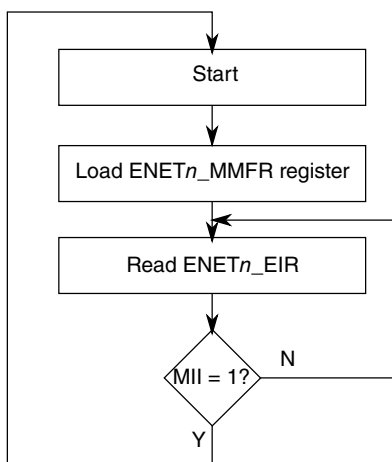 Start
Load ENETn_MMFR register
Read ENETn_EIR
MII = 1?
N
Y